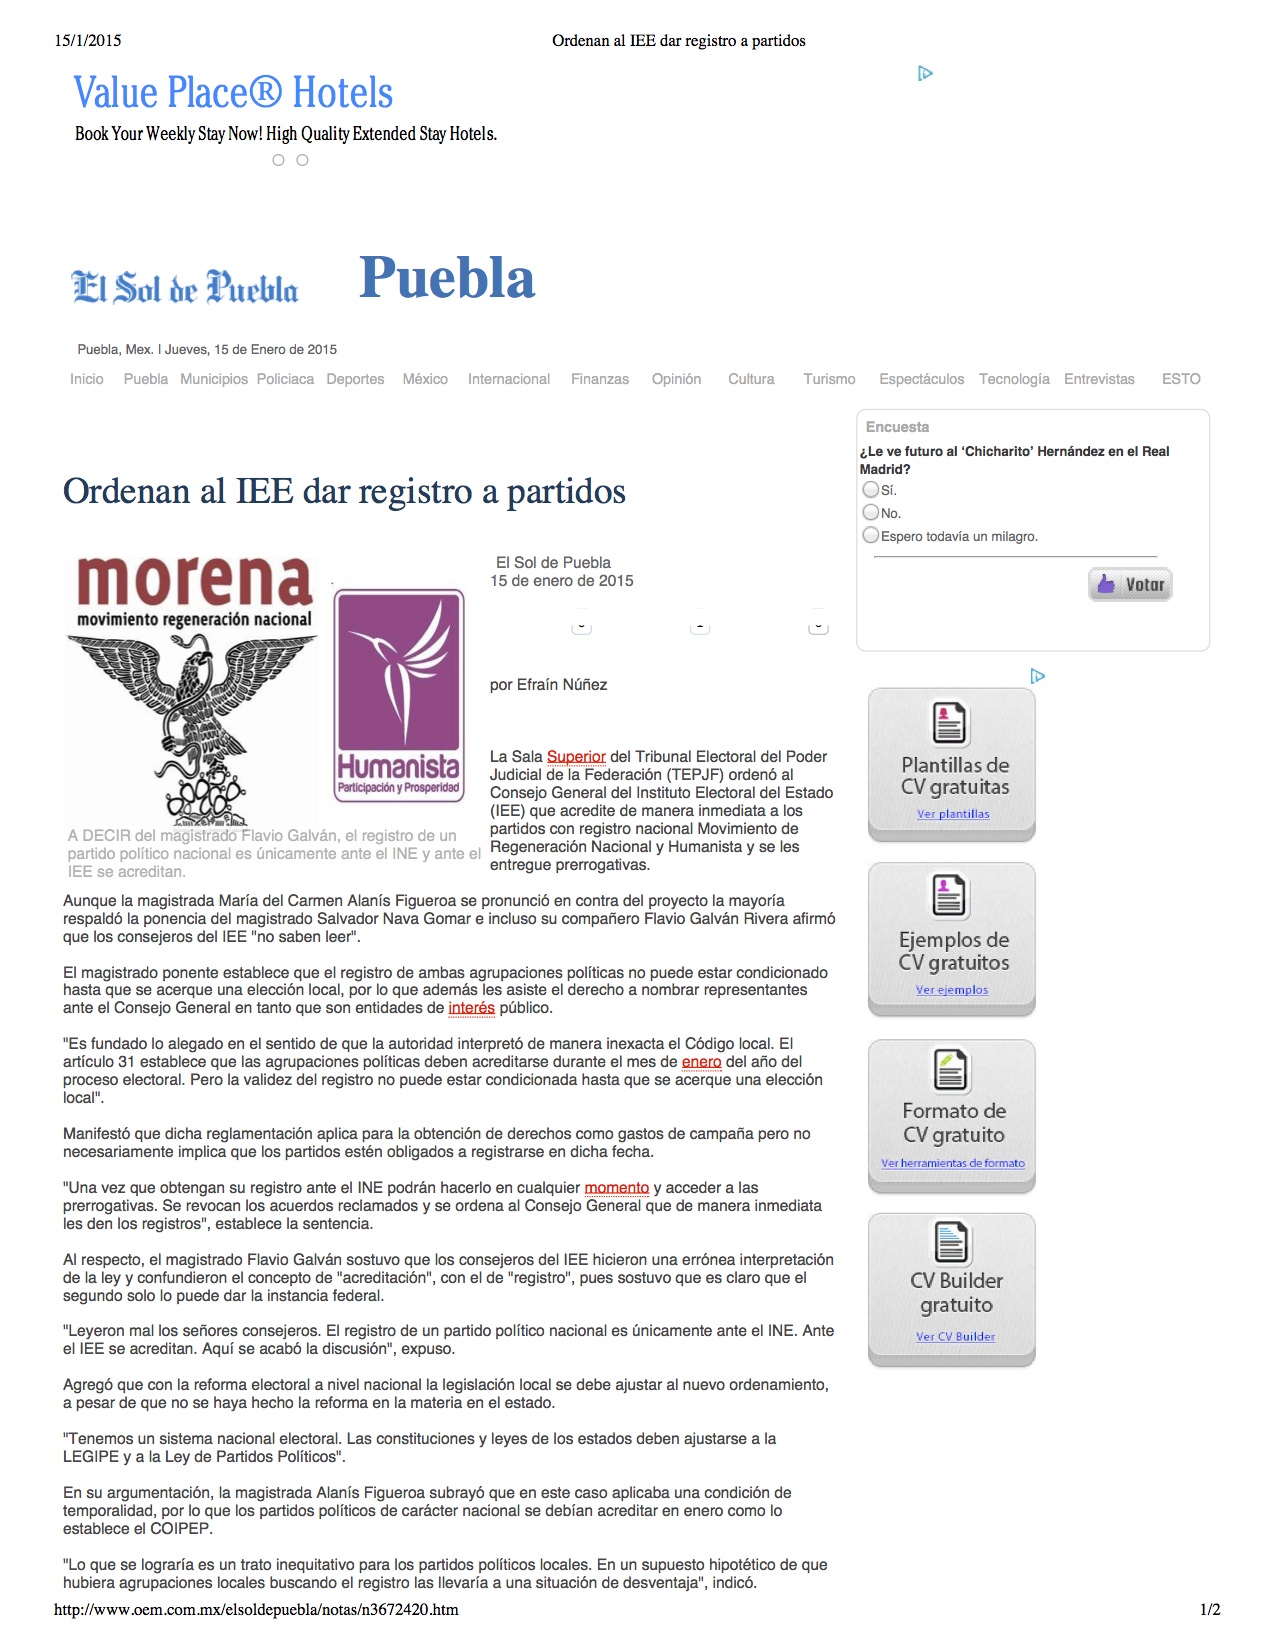 15/1/2015 Ordenan al IEE dar registro a partidos
Value Place® Hotels
Book Your Weekly Stay Now! High Quality Extended Stay Hotels.
El Sol de Puebla Puebla
Puebla, Mex. | Jueves, 15 de Enero de 2015
Inicio Puebla Municipios Policiaca Deportes México Internacional Finanzas Opinión Cultura Turismo Espectáculos Tecnología Entrevistas ESTO
Encuesta
¿Le ve futuro al ‘Chicharito’ Hernández en el Real
Madrid?
Sí.
No.
Espero todavía un milagro.
Votar
Ordenan al IEE dar registro a partidos
morena
movimiento regeneración nacional
Humanista
Participación y Prosperidad
A DECIR del magistrado Flavio Galván, el registro de un
partido político nacional es únicamente ante el INE y ante el
IEE se acreditan.
El Sol de Puebla
15 de enero de 2015
por Efraín Núñez
La Sala Superior del Tribunal Electoral del Poder
Judicial de la Federación (TEPJF) ordenó al
Consejo General del Instituto Electoral del Estado
(IEE) que acredite de manera inmediata a los
partidos con registro nacional Movimiento de
Regeneración Nacional y Humanista y se les
entregue prerrogativas.
Aunque la magistrada María del Carmen Alanís Figueroa se pronunció en contra del proyecto la mayoría
respaldó la ponencia del magistrado Salvador Nava Gomar e incluso su compañero Flavio Galván Rivera afirmó
que los consejeros del IEE "no saben leer".
El magistrado ponente establece que el registro de ambas agrupaciones políticas no puede estar condicionado
hasta que se acerque una elección local, por lo que además les asiste el derecho a nombrar representantes
ante el Consejo General en tanto que son entidades de interés público.
"Es fundado lo alegado en el sentido de que la autoridad interpretó de manera inexacta el Código local. El
artículo 31 establece que las agrupaciones políticas deben acreditarse durante el mes de enero del año del
proceso electoral. Pero la validez del registro no puede estar condicionada hasta que se acerque una elección
local".
Manifestó que dicha reglamentación aplica para la obtención de derechos como gastos de campaña pero no
necesariamente implica que los partidos estén obligados a registrarse en dicha fecha.
"Una vez que obtengan su registro ante el INE podrán hacerlo en cualquier momento y acceder a las
prerrogativas. Se revocan los acuerdos reclamados y se ordena al Consejo General que de manera inmediata
les den los registros", establece la sentencia.
Al respecto, el magistrado Flavio Galván sostuvo que los consejeros del IEE hicieron una errónea interpretación
de la ley y confundieron el concepto de "acreditación", con el de "registro", pues sostuvo que es claro que el
segundo solo lo puede dar la instancia federal.
"Leyeron mal los señores consejeros. El registro de un partido político nacional es únicamente ante el INE. Ante
el IEE se acreditan. Aquí se acabó la discusión", expuso.
Agregó que con la reforma electoral a nivel nacional la legislación local se debe ajustar al nuevo ordenamiento,
a pesar de que no se haya hecho la reforma en la materia en el estado.
"Tenemos un sistema nacional electoral. Las constituciones y leyes de los estados deben ajustarse a la
LEGIPE y a la Ley de Partidos Políticos".
En su argumentación, la magistrada Alanís Figueroa subrayó que en este caso aplicaba una condición de
temporalidad, por lo que los partidos políticos de carácter nacional se debían acreditar en enero como lo
establece el COIPEP.
"Lo que se lograría es un trato inequitativo para los partidos políticos locales. En un supuesto hipotético de que
hubiera agrupaciones locales buscando el registro las llevaría a una situación de desventaja", indicó.
Plantillas de
CV gratuitas
Ver plantillas
Ejemplos de
CV gratuitos
Ver ejemplos
Formato de
CV gratuito
Ver herramientas de formato
CV Builder
gratuito
Ver CV Builder
http://www.oem.com.mx/elsoldepuebla/notas/n3672420.htm 1/2